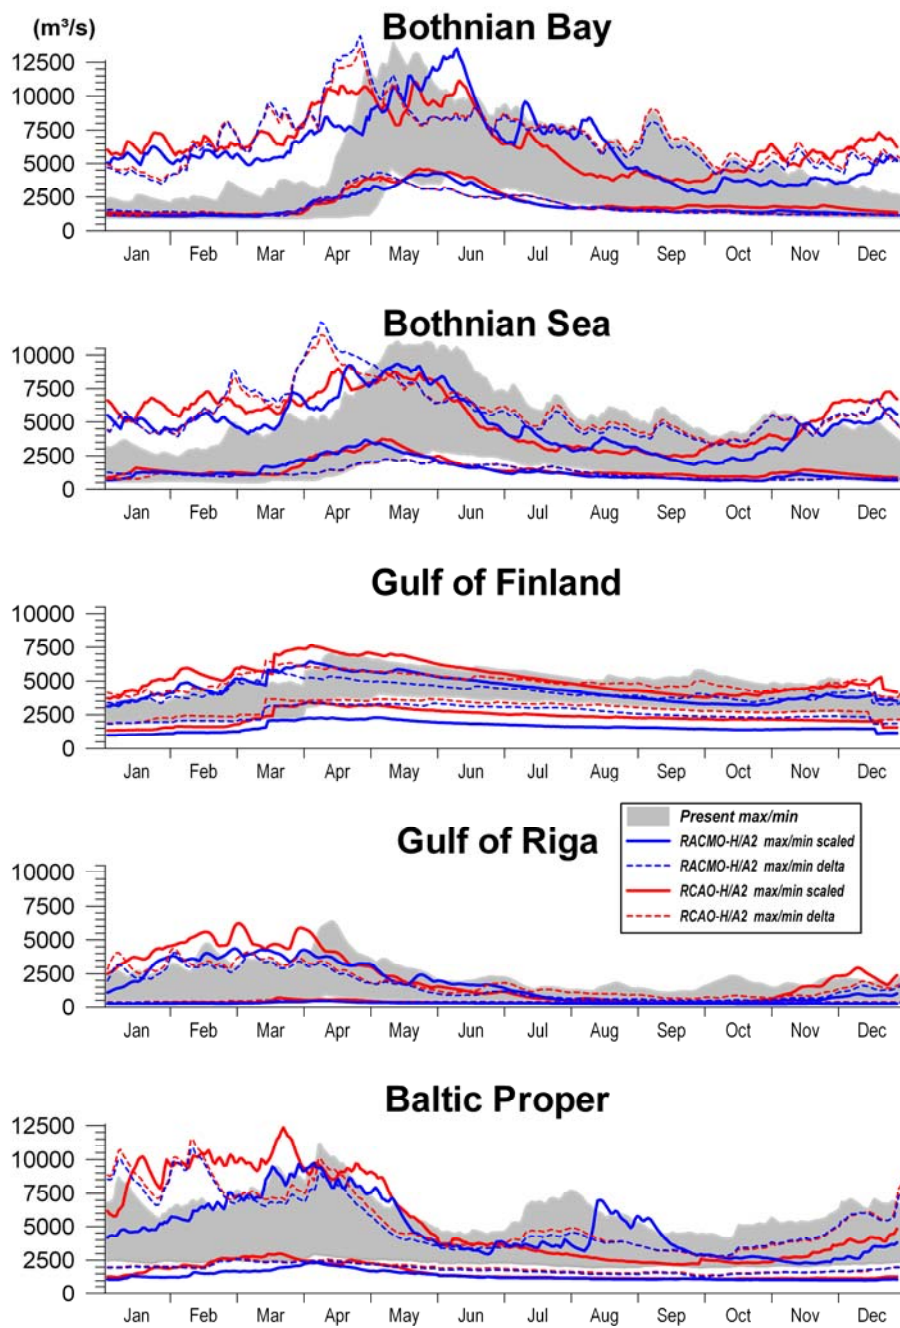 Bothnian Bay
(m³/s)
12500
10000
7500
5000
2500
0
Jan Feb Mar Apr May Jun Jul Aug Sep Oct Nov Dec
Bothnian Sea
10000
7500
5000
2500
0
Jan Feb Mar Apr May Jun Jul Aug Sep Oct Nov Dec
Gulf of Finland
10000
7500
5000
2500
0
Jan Feb Mar Apr May Jun Jul Aug Sep Oct Nov Dec
Present max/min
RACMO-H/A2 max/min scaled
RACMO-H/A2 max/min delta
RCAO-H/A2 max/min scaled
RCAO-H/A2 max/min delta
Gulf of Riga
10000
7500
5000
2500
0
Jan Feb Mar Apr May Jun Jul Aug Sep Oct Nov Dec
Baltic Proper
12500
10000
7500
5000
2500
0
Jan Feb Mar Apr May Jun Jul Aug Sep Oct Nov Dec